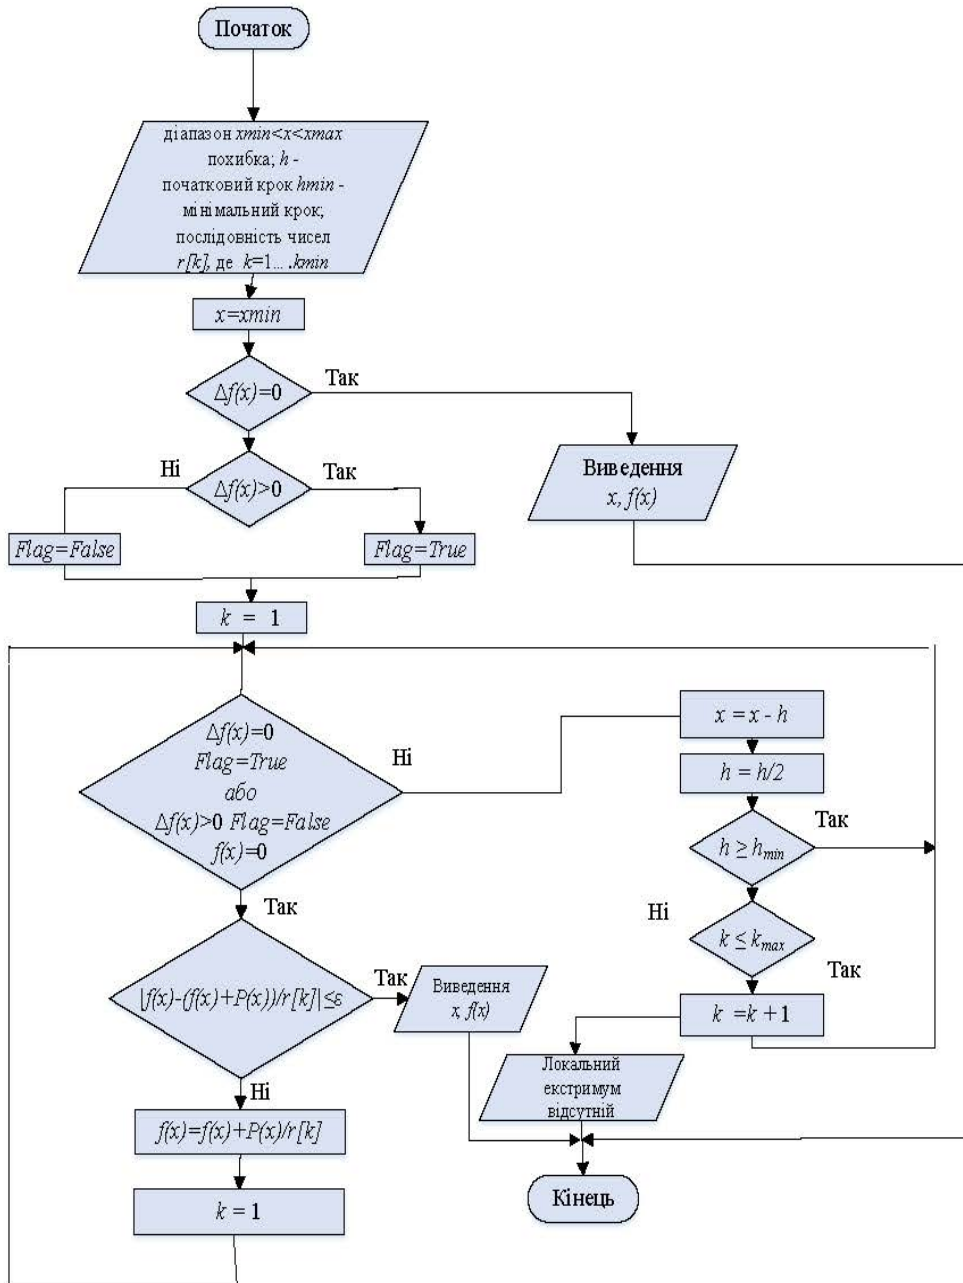 Початок
діапазон xmin<x<xmax
похибка; h -
початковий крок hmin -
мінімальний крок;
послідовність чисел
r[k], де k=1... .kmin
x=xmin
Δf(x)=0
Так
Ні
Δf(x)>0
Так
Виведення
x, f(x)
Flag=False
Flag=True
k = 1
Δf(x)=0
Flag=True
або
Δf(x)>0 Flag=False
f(x)=0
Ні
x = x - h
h = h/2
h ≥ hmin
Так
Так
Ні
k ≤ kmax
Так
k =k + 1
|f(x)-(f(x)+P(x))/r[k]|≤ε
Так
Виведення
x, f(x)
Ні
Локальний
екстримум
відсутній
f(x)=f(x)+P(x)/r[k]
k = 1
Кінець